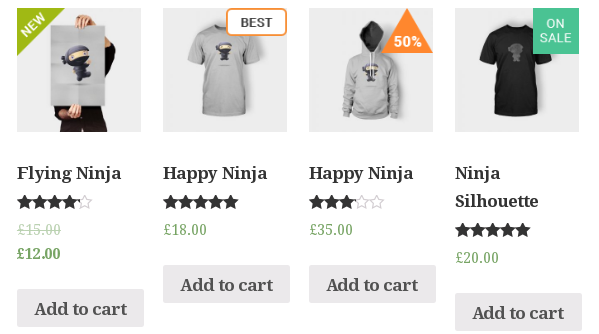 NEW
BEST
50%
ON
SALE
Flying Ninja
Happy Ninja
Happy Ninja
Ninja
Silhouette
£15.00
£18.00
£35.00
£12.00
£20.00
Add to cart
Add to cart
Add to cart
Add to cart